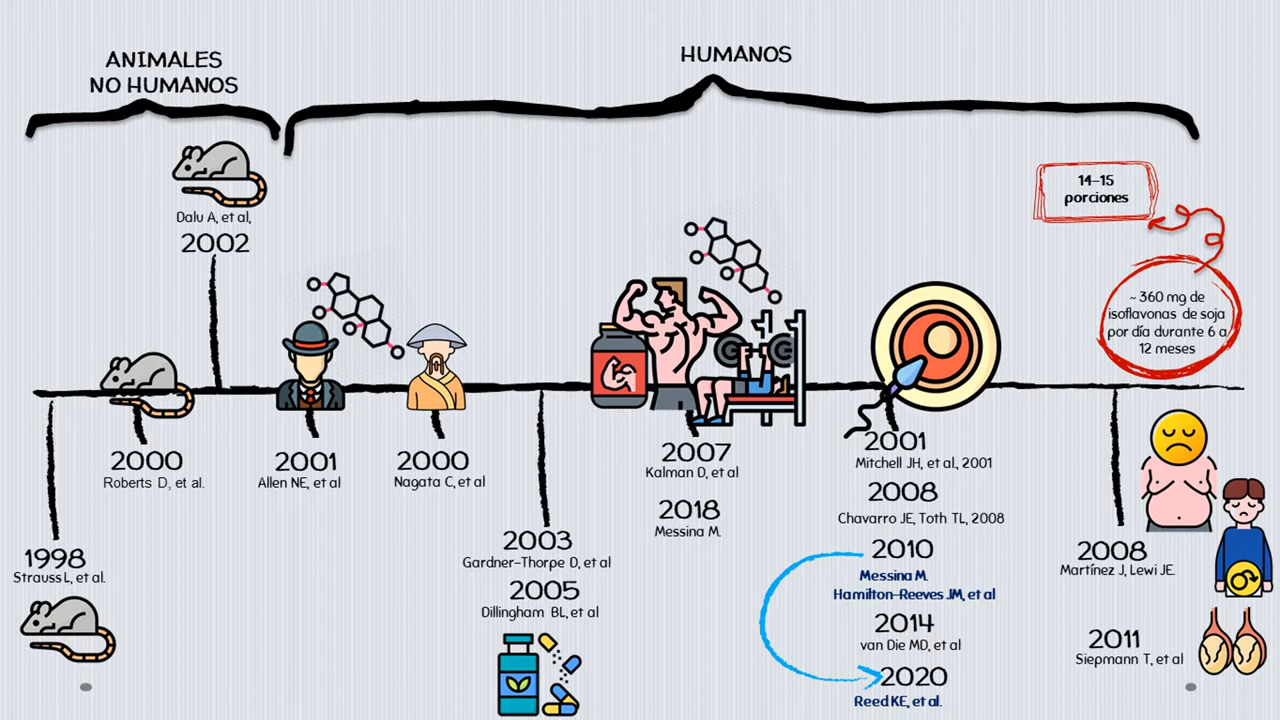 ANIMALES
NO HUMANOS
HUMANOS
Dalu A, et al,
2002
14-15
porciones
~ 360 mg de
isoflavonas de soja
por día durante 6 a
12 meses
1998
Strauss L, et al.
2000
Roberts D, et al.
2001
Allen NE, et al
2000
Nagata C, et al
2003
Gardner-Thorpe D, et al
2005
Dillingham BL, et al
2007
Kalman D, et al
2018
Messina M.
2001
Mitchell JH, et al., 2001
2008
Chavarro JE, Toth TL, 2008
2010
Messina M.
Hamilton-Reeves JM, et al
2014
van Die MD, et al
2020
Reed KE, et al.
2008
Martínez J, Lewi JE.
2011
Siepmann T, et al